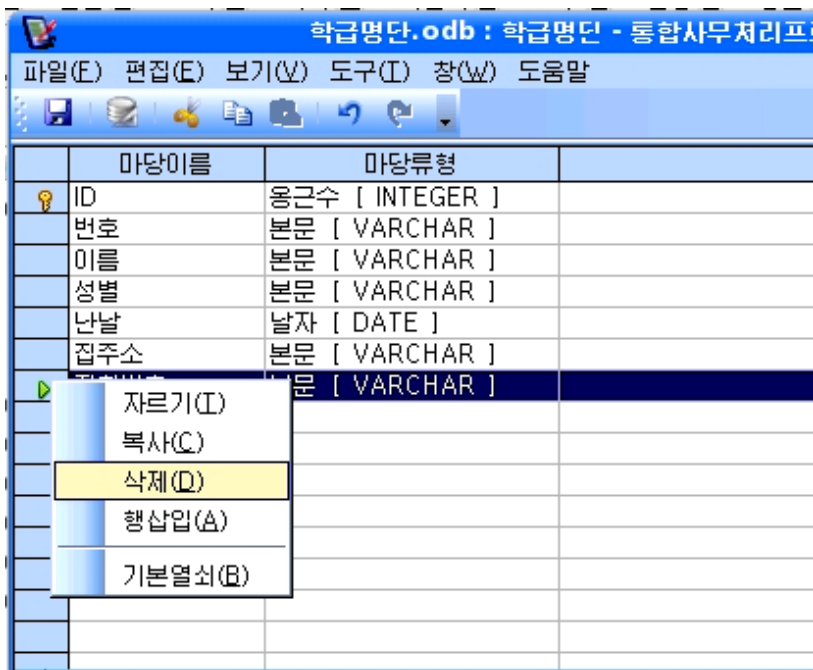 학급명단.odb : 학급명단 - 통합사무처리프로
파일(F) 편집(E) 보기(V) 도구(T) 창(W) 도움말
마당이름 마당류형
ID 옹근수 [ INTEGER ]
번호 본문 [ VARCHAR ]
이름 본문 [ VARCHAR ]
성별 본문 [ VARCHAR ]
난날 날자 [ DATE ]
집주소 본문 [ VARCHAR ]
[ VARCHAR ]
자르기(T)
복사(C)
삭제(D)
행삽입(A)
기본열쇠(B)